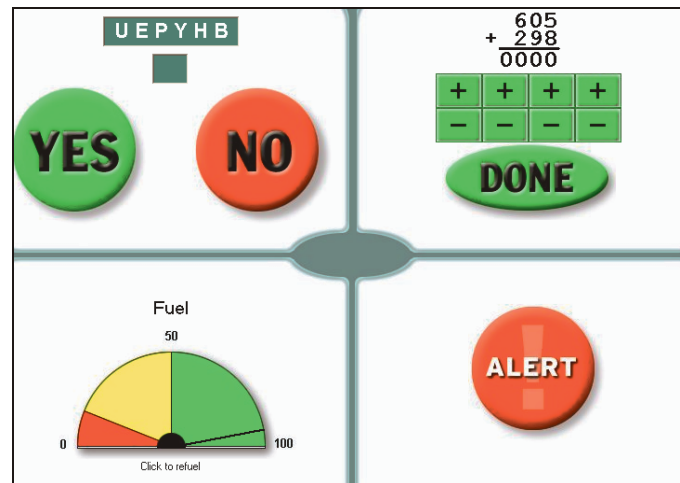 UEPYHB
YES NO
605
+ 298
0000
+ + + +
− − − −
DONE
Fuel
50
0 100
Click to refuel
!
ALERT